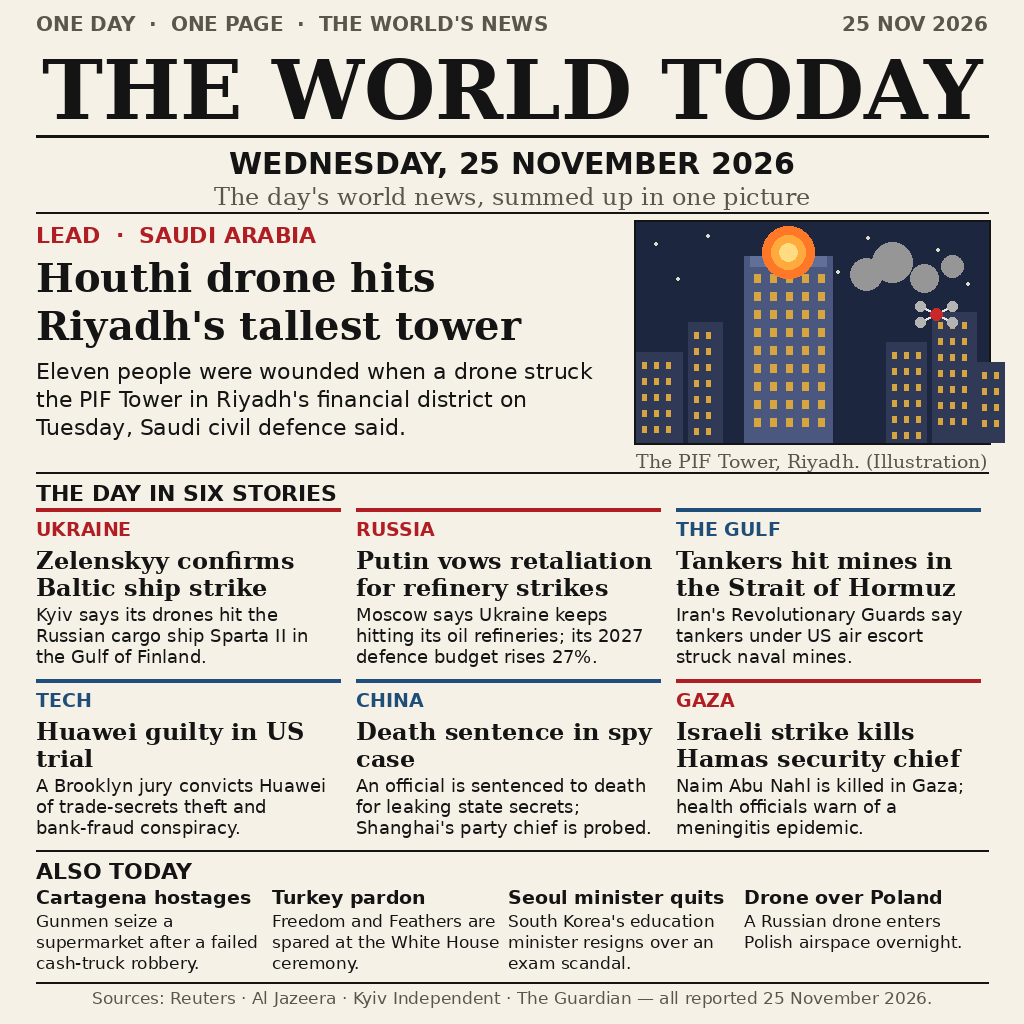 ONE DAY · ONE PAGE · THE WORLD'S NEWS
25 NOV 2026
THE WORLD TODAY
WEDNESDAY, 25 NOVEMBER 2026
The day's world news, summed up in one picture
LEAD · SAUDI ARABIA
Houthi drone hits
Riyadh's tallest tower
Eleven people were wounded when a drone struck
the PIF Tower in Riyadh's financial district on
Tuesday, Saudi civil defence said.
The PIF Tower, Riyadh. (Illustration)
THE DAY IN SIX STORIES
UKRAINE
Zelenskyy confirms
Baltic ship strike
Kyiv says its drones hit the
Russian cargo ship Sparta II in
the Gulf of Finland.
RUSSIA
Putin vows retaliation
for refinery strikes
Moscow says Ukraine keeps
hitting its oil refineries; its 2027
defence budget rises 27%.
THE GULF
Tankers hit mines in
the Strait of Hormuz
Iran's Revolutionary Guards say
tankers under US air escort
struck naval mines.
TECH
Huawei guilty in US
trial
A Brooklyn jury convicts Huawei
of trade-secrets theft and
bank-fraud conspiracy.
CHINA
Death sentence in spy
case
An official is sentenced to death
for leaking state secrets;
Shanghai's party chief is probed.
GAZA
Israeli strike kills
Hamas security chief
Naim Abu Nahl is killed in Gaza;
health officials warn of a
meningitis epidemic.
ALSO TODAY
Cartagena hostages
Gunmen seize a
supermarket after a failed
cash-truck robbery.
Turkey pardon
Freedom and Feathers are
spared at the White House
ceremony.
Seoul minister quits
South Korea's education
minister resigns over an
exam scandal.
Drone over Poland
A Russian drone enters
Polish airspace overnight.
Sources: Reuters · Al Jazeera · Kyiv Independent · The Guardian — all reported 25 November 2026.